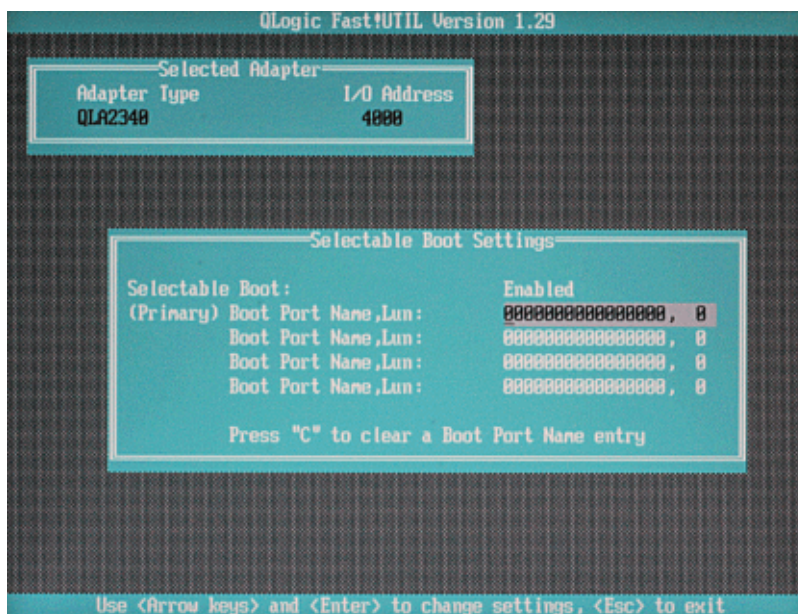 QLogic Fast!UTIL Version 1.29
Selected Adapter
Adapter Type I/O Address
QLA2340 4000
Selectable Boot Settings
Selectable Boot: Enabled
(Primary) Boot Port Name,Lun: 0000000000000000, 0
Boot Port Name,Lun: 0000000000000000, 0
Boot Port Name,Lun: 0000000000000000, 0
Boot Port Name,Lun: 0000000000000000, 0
Press "C" to clear a Boot Port Name entry
Use <Arrow keys> and <Enter> to change settings, <Esc> to exit